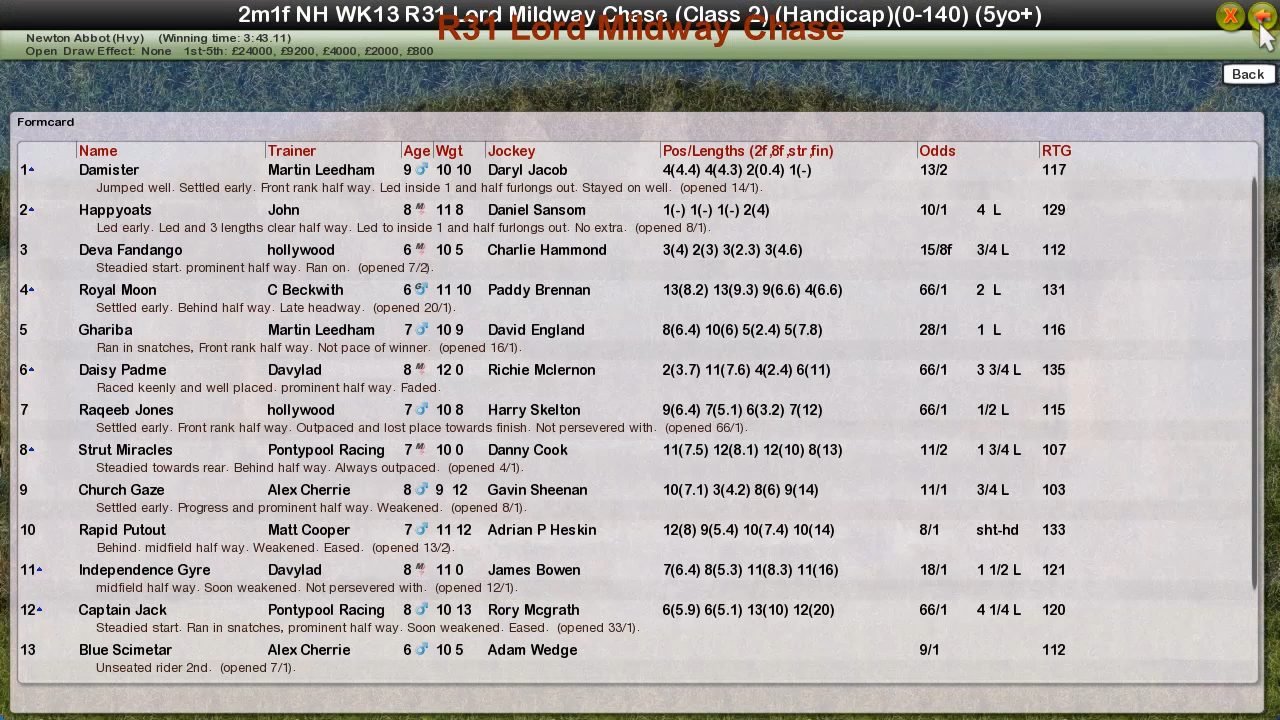 2m1f NH WK13 R31 Lord Mildway Chase (Class 2) (Handicap)(0-140) (5yo+)
R31 Lord Mildway Chase
X
Newton Abbot (Hvy) (Winning time: 3:43.11)
Open Draw Effect: None 1st-5th: £24000, £9200, £4000, £2000, £800
Back
Formcard
Name Trainer Age Wgt Jockey Pos/Lengths (2f,8f,str,fin) Odds RTG
1 Damister Martin Leedham 9 10 10 Daryl Jacob 4(4.4) 4(4.3) 2(0.4) 1(-) 13/2 117
Jumped well. Settled early. Front rank half way. Led inside 1 and half furlongs out. Stayed on well. (opened 14/1).
2 Happyoats John 8 M 11 8 Daniel Sansom 1(-) 1(-) 1(-) 2(4) 10/1 4 L 129
Led early. Led and 3 lengths clear half way. Led to inside 1 and half furlongs out. No extra. (opened 8/1).
3 Deva Fandango hollywood 6 M 10 5 Charlie Hammond 3(4) 2(3) 3(2.3) 3(4.6) 15/8f 3/4 L 112
Steadied start. prominent half way. Ran on. (opened 7/2).
4 Royal Moon C Beckwith 6 G 11 10 Paddy Brennan 13(8.2) 13(9.3) 9(6.6) 4(6.6) 66/1 2 L 131
Settled early. Behind half way. Late headway. (opened 20/1).
5 Ghariba Martin Leedham 7 10 9 David England 8(6.4) 10(6) 5(2.4) 5(7.8) 28/1 1 L 116
Ran in snatches, Front rank half way. Not pace of winner. (opened 16/1).
6 Daisy Padme Davylad 8 M 12 0 Richie Mclernon 2(3.7) 11(7.6) 4(2.4) 6(11) 66/1 3 3/4 L 135
Raced keenly and well placed. prominent half way. Faded.
7 Raqeeb Jones hollywood 7 10 8 Harry Skelton 9(6.4) 7(5.1) 6(3.2) 7(12) 66/1 1/2 L 115
Settled early. Front rank half way. Outpaced and lost place towards finish. Not persevered with. (opened 66/1).
8 Strut Miracles Pontypool Racing 7 M 10 0 Danny Cook 11(7.5) 12(8.1) 12(10) 8(13) 11/2 1 3/4 L 107
Steadied towards rear. Behind half way. Always outpaced. (opened 4/1).
9 Church Gaze Alex Cherrie 8 9 12 Gavin Sheenan 10(7.1) 3(4.2) 8(6) 9(14) 11/1 3/4 L 103
Settled early. Progress and prominent half way. Weakened. (opened 8/1).
10 Rapid Putout Matt Cooper 7 11 12 Adrian P Heskin 12(8) 9(5.4) 10(7.4) 10(14) 8/1 sht-hd 133
Behind. midfield half way. Weakened. Eased. (opened 13/2).
11 Independence Gyre Davylad 8 M 11 0 James Bowen 7(6.4) 8(5.3) 11(8.3) 11(16) 18/1 1 1/2 L 121
midfield half way. Soon weakened. Not persevered with. (opened 12/1).
12 Captain Jack Pontypool Racing 8 10 13 Rory Mcgrath 6(5.9) 6(5.1) 13(10) 12(20) 66/1 4 1/4 L 120
Steadied start. Ran in snatches, prominent half way. Soon weakened. Eased. (opened 33/1).
13 Blue Scimetar Alex Cherrie 6 10 5 Adam Wedge 9/1 112
Unseated rider 2nd. (opened 7/1).